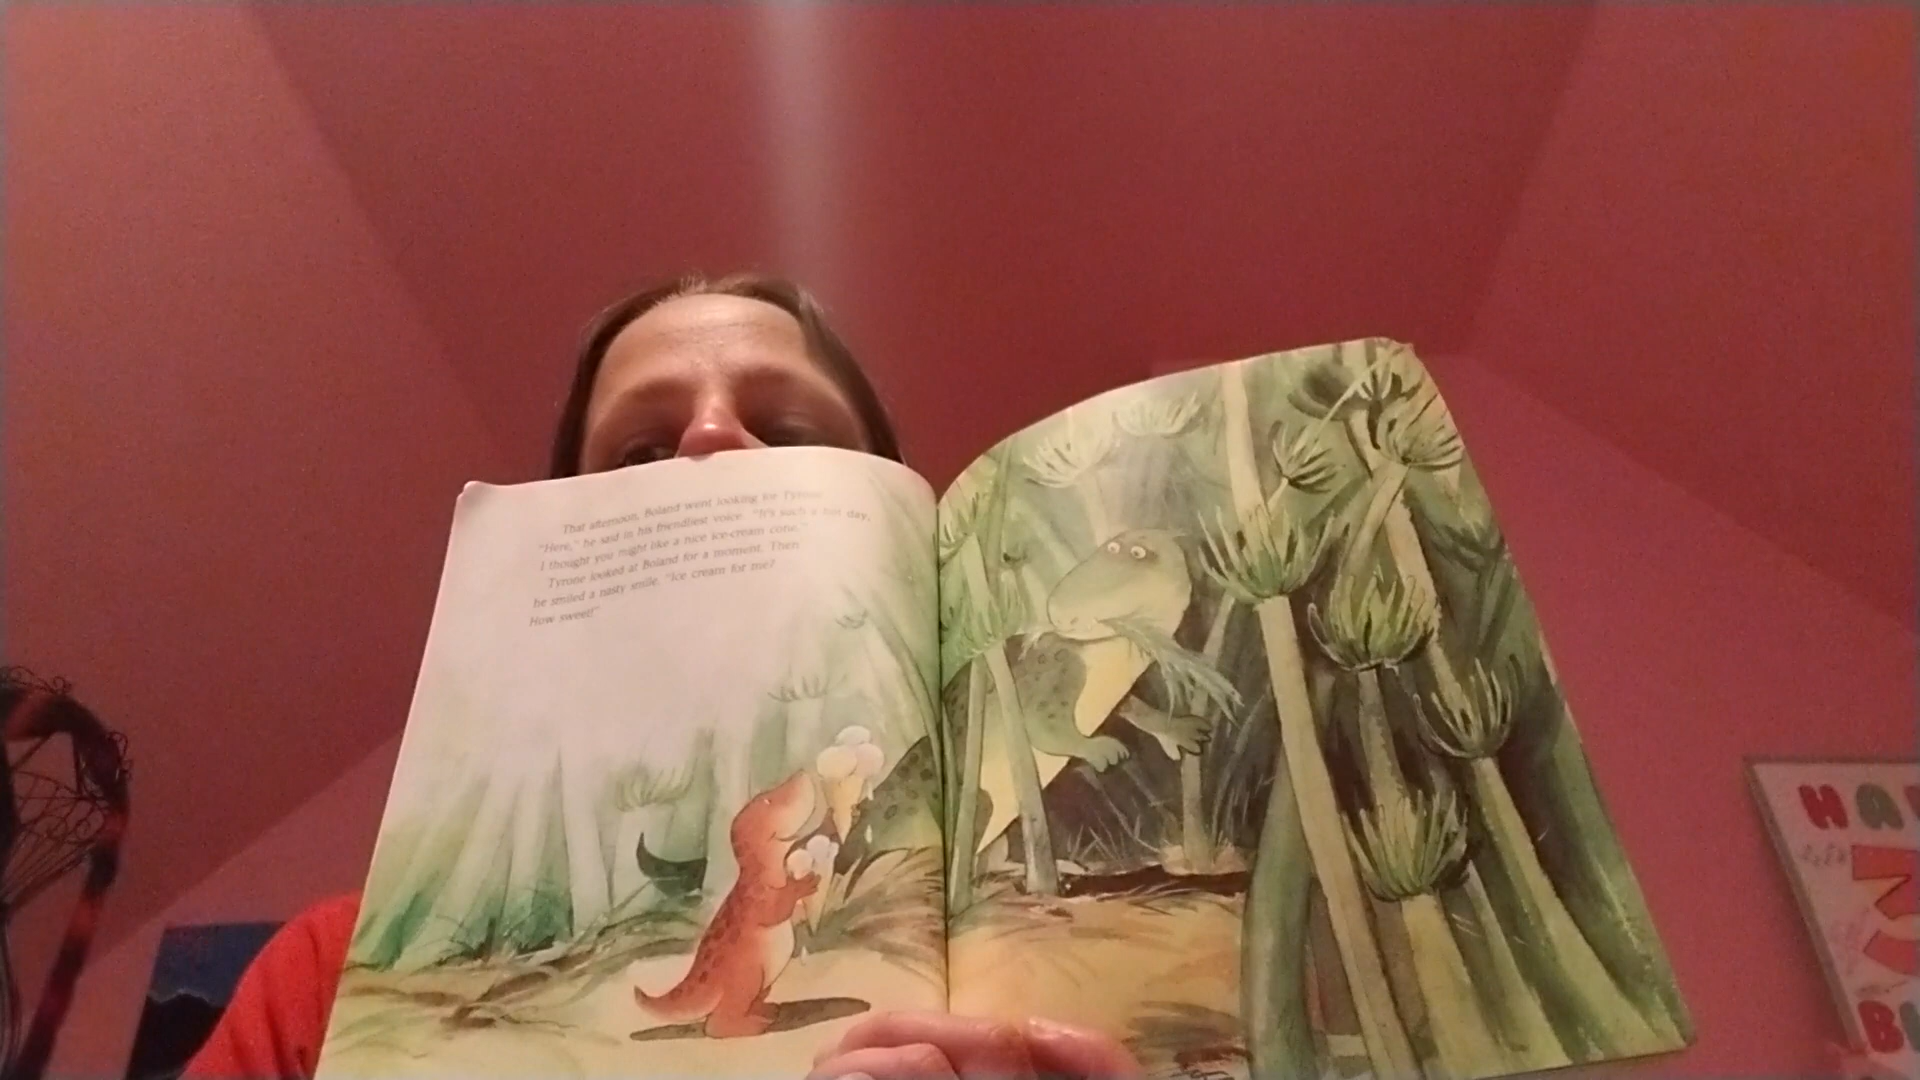 That afternoon, Boland went looking for Tyrone.
"Here," he said in his friendliest voice. "It's such a hot day,
I thought you might like a nice ice-cream cone."
Tyrone looked at Boland for a moment. Then
he smiled a nasty smile. "Ice cream for me?
How sweet!"
HA
B